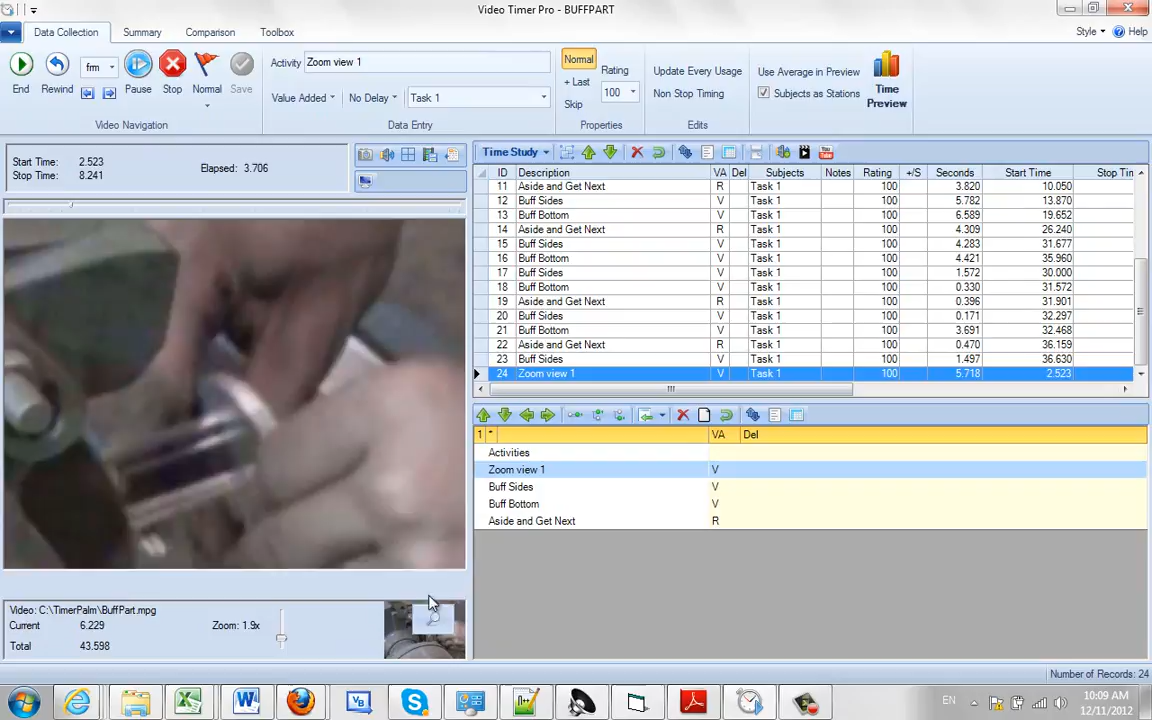 Video Timer Pro - BUFFPART
Data Collection Summary Comparison Toolbox Style Help
End Rewind fm Pause Stop Normal Save
Video Navigation
Activity Zoom view 1
Value Added No Delay Task 1
Data Entry
Normal Rating
+ Last
Skip 100
Properties
Update Every Usage
Non Stop Timing
Edits
Use Average in Preview
Subjects as Stations
Time Preview
Start Time: 2.523
Stop Time: 8.241
Elapsed: 3.706
Time Study
You Tube
ID Description VA Del Subjects Notes Rating +/S Seconds Start Time Stop Tin
11 Aside and Get Next R Task 1 100 3.820 10.050
12 Buff Sides V Task 1 100 5.782 13.870
13 Buff Bottom V Task 1 100 6.589 19.652
14 Aside and Get Next R Task 1 100 4.309 26.240
15 Buff Sides V Task 1 100 4.283 31.677
16 Buff Bottom V Task 1 100 4.421 35.960
17 Buff Sides V Task 1 100 1.572 30.000
18 Buff Bottom V Task 1 100 0.330 31.572
19 Aside and Get Next R Task 1 100 0.396 31.901
20 Buff Sides V Task 1 100 0.171 32.297
21 Buff Bottom V Task 1 100 3.691 32.468
22 Aside and Get Next R Task 1 100 0.470 36.159
23 Buff Sides V Task 1 100 1.497 36.630
24 Zoom view 1 V Task 1 100 5.718 2.523
1 * VA Del
Activities
Zoom view 1 V
Buff Sides V
Buff Bottom V
Aside and Get Next R
Video: C:\TimerPalm\BuffPart.mpg
Current 6.229 Zoom: 1.9x
Total 43.598
Number of Records: 24
EN 10:09 AM
12/11/2012